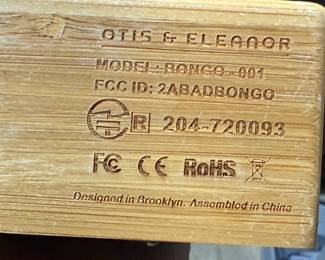 OTIS & ELEANOR
MODEL: BONGO-001
FCC ID: 2ABADBONGO
R 204-720093
FC CE RoHS
Designed in Brooklyn. Assembled in China